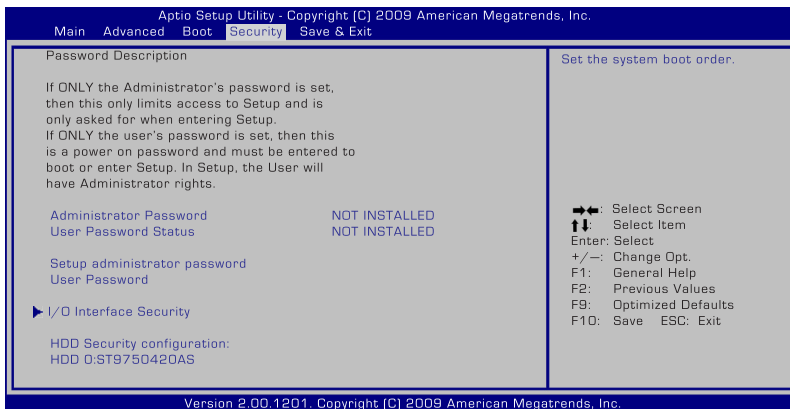 Aptio Setup Utility - Copyright (C) 2009 American Megatrends, Inc.
Main Advanced Boot Security Save & Exit
Password Description
If ONLY the Administrator's password is set,
then this only limits access to Setup and is
only asked for when entering Setup.
If ONLY the user's password is set, then this
is a power on password and must be entered to
boot or enter Setup. In Setup, the User will
have Administrator rights.
Administrator Password NOT INSTALLED
User Password Status NOT INSTALLED
Setup administrator password
User Password
I/O Interface Security
HDD Security configuration:
HDD 0:ST9750420AS
Set the system boot order.
→←: Select Screen
↑↓: Select Item
Enter: Select
+/—: Change Opt.
F1: General Help
F2: Previous Values
F9: Optimized Defaults
F10: Save ESC: Exit
Version 2.00.1201. Copyright (C) 2009 American Megatrends, Inc.